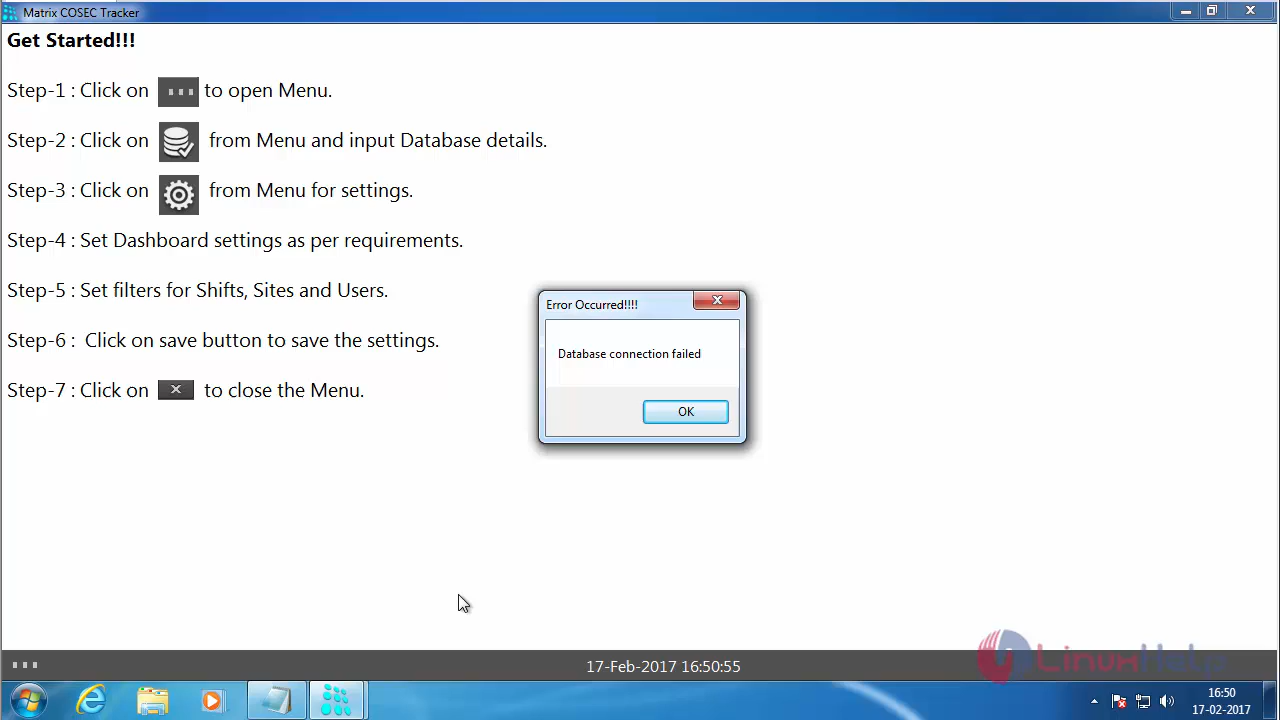 Matrix COSEC Tracker
Get Started!!!
Step-1 : Click on ... to open Menu.
Step-2 : Click on from Menu and input Database details.
Step-3 : Click on from Menu for settings.
Step-4 : Set Dashboard settings as per requirements.
Step-5 : Set filters for Shifts, Sites and Users.
Step-6 : Click on save button to save the settings.
Step-7 : Click on x to close the Menu.
Error Occurred!!!!
Database connection failed
OK
17-Feb-2017 16:50:55
LinuxHelp
16:50
17-02-2017